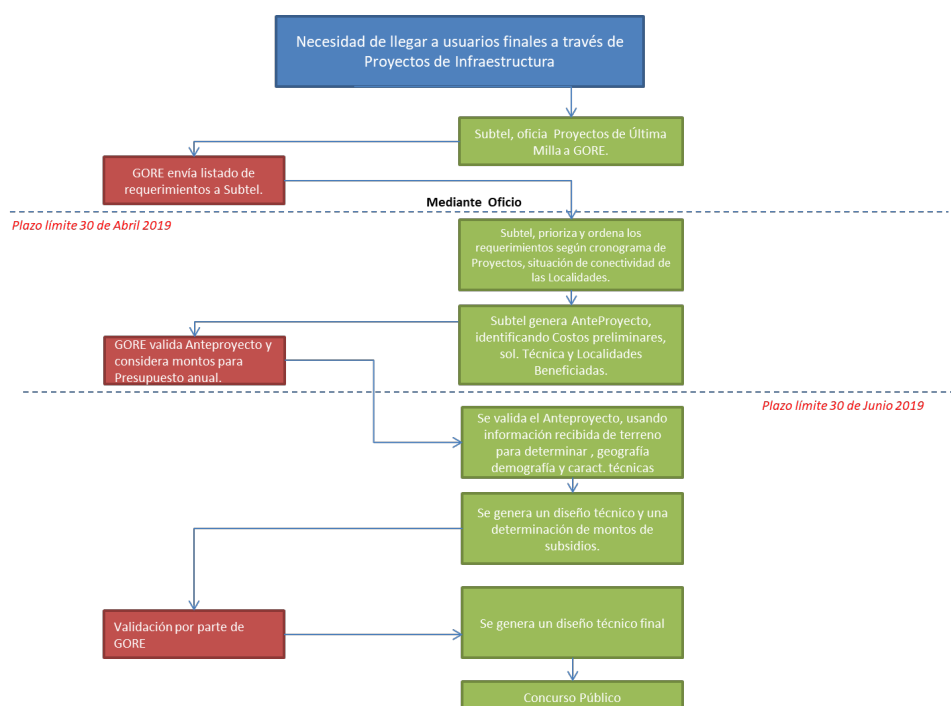 Necesidad de llegar a usuarios finales a través de
Proyectos de Infraestructura
Subtel, oficia Proyectos de Última
Milla a GORE.
GORE envía listado de
requerimientos a Subtel.
Mediante Oficio
Plazo límite 30 de Abril 2019
Subtel, prioriza y ordena los
requerimientos según cronograma de
Proyectos, situación de conectividad de
las Localidades.
Subtel genera AnteProyecto,
identificando Costos preliminares,
sol. Técnica y Localidades
Beneficiadas.
GORE valida Anteproyecto y
considera montos para
Presupuesto anual.
Plazo límite 30 de Junio 2019
Se valida el Anteproyecto, usando
información recibida de terreno
para determinar , geografía
demografía y caract. técnicas
Se genera un diseño técnico y una
determinación de montos de
subsidios.
Validación por parte de
GORE
Se genera un diseño técnico final
Concurso Público